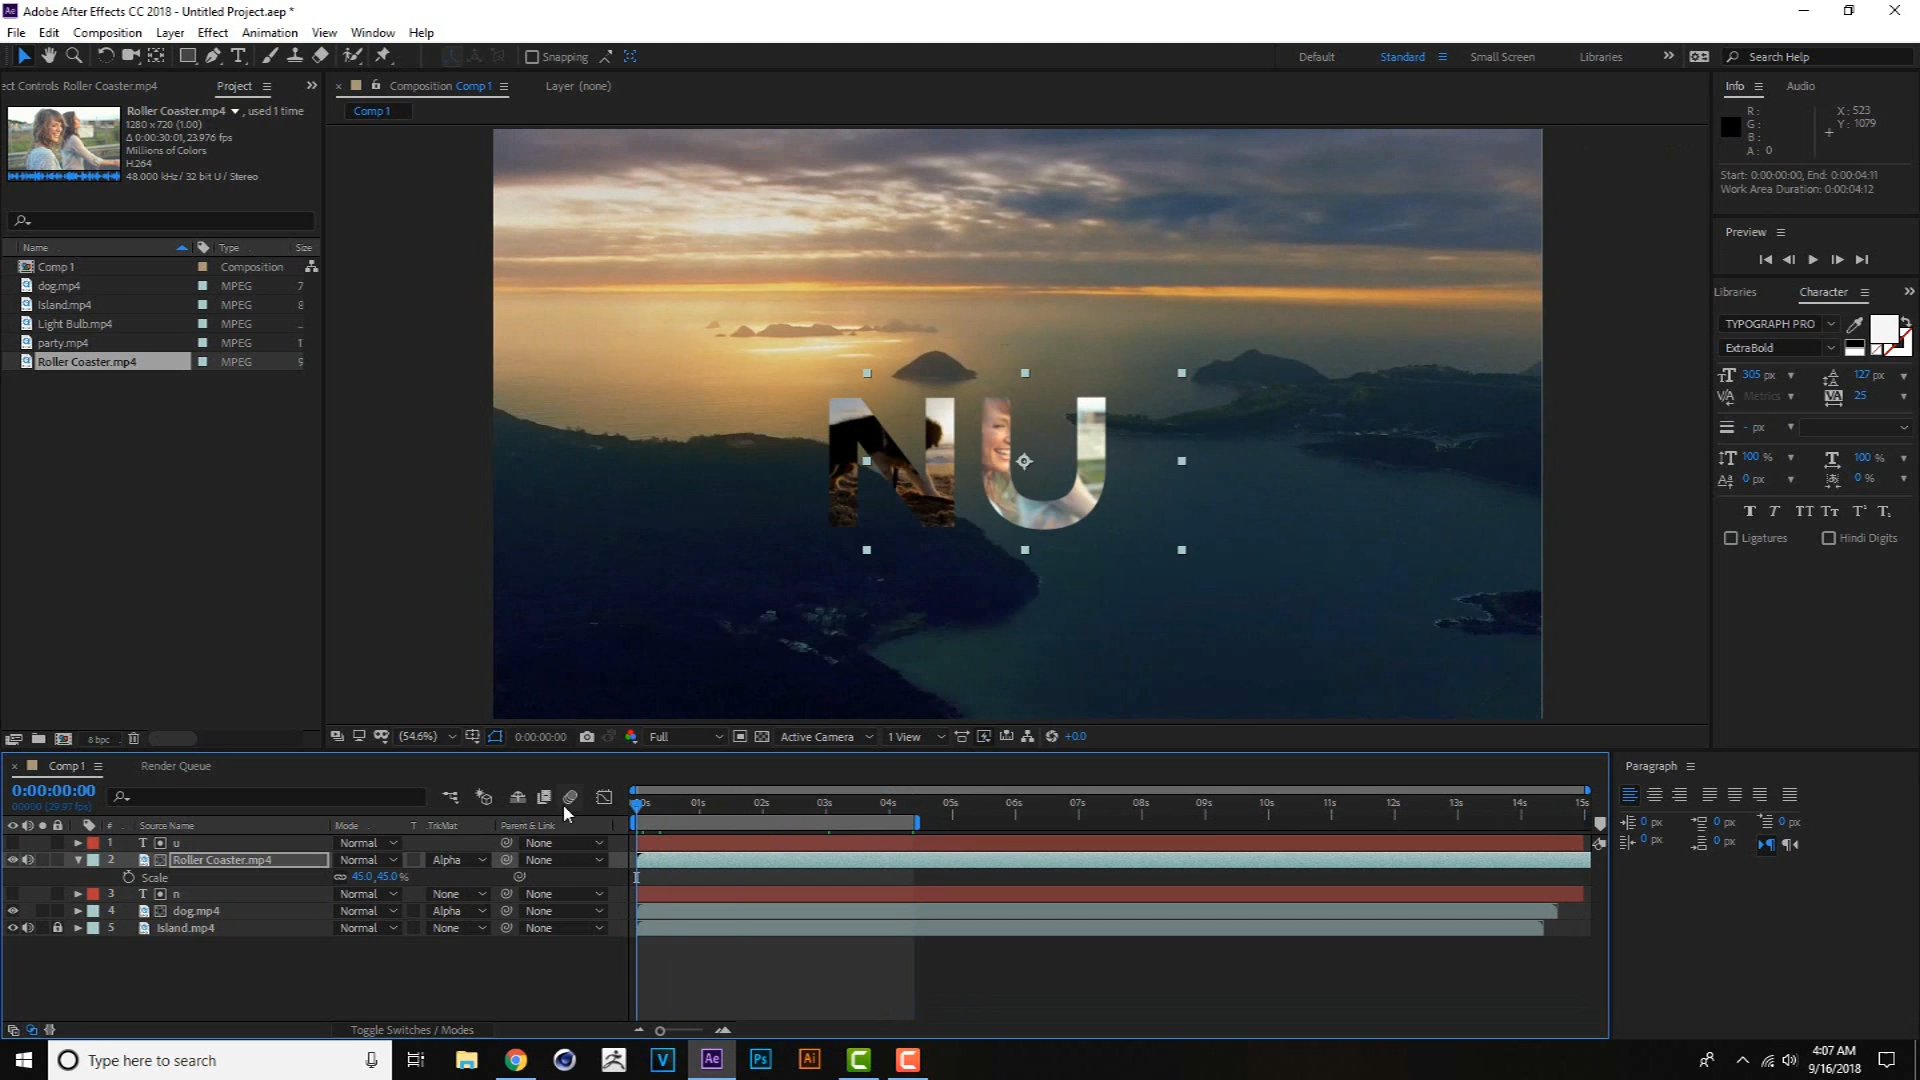 Adobe After Effects CC 2018 - Untitled Project.aep *
File Edit Composition Layer Effect Animation View Window Help
Snapping
Default Standard Small Screen Libraries
Search Help
ect Controls Roller Coaster.mp4
Project
Composition Comp 1
Layer (none)
Comp 1
Roller Coaster.mp4 , used 1 time
1280 x 720 (1.00)
Δ 0:00:30:01, 23.976 fps
Millions of Colors
H.264
48.000 kHz / 32 bit U / Stereo
Name Type Size
Comp 1 Composition
dog.mp4 MPEG 7
Island.mp4 MPEG 8
Light Bulb.mp4 MPEG ...
party.mp4 MPEG
Roller Coaster.mp4 MPEG 9
8 bpc
NU
(54.6%) 0:00:00:00 Full Active Camera 1 View +0.0
Info Audio
R: X: 523
G: Y: 1079
B:
A: 0
Start: 0:00:00:00, End: 0:00:04:11
Work Area Duration: 0:00:04:12
Preview
Libraries Character
TYPOGRAPH PRO
ExtraBold
305 px 127 px
Metrics 25
- px
100 % 100 %
0 px 0 %
Ligatures Hindi Digits
Comp 1 Render Queue
0:00:00:00
00000 (29.97 fps)
# Source Name Mode T .TrkMat Parent & Link
1 T u Normal None
2 Roller Coaster.mp4 Normal Alpha None
Scale 45.0,45.0 %
3 T n Normal None None
4 dog.mp4 Normal Alpha None
5 Island.mp4 Normal None None
Toggle Switches / Modes
01s 02s 03s 04s 05s 06s 07s 08s 09s 10s 11s 12s 13s 14s 15s
Paragraph
0 px 0 px 0 px
0 px 0 px
Type here to search
V Ae Ps Ai
4:07 AM
9/16/2018